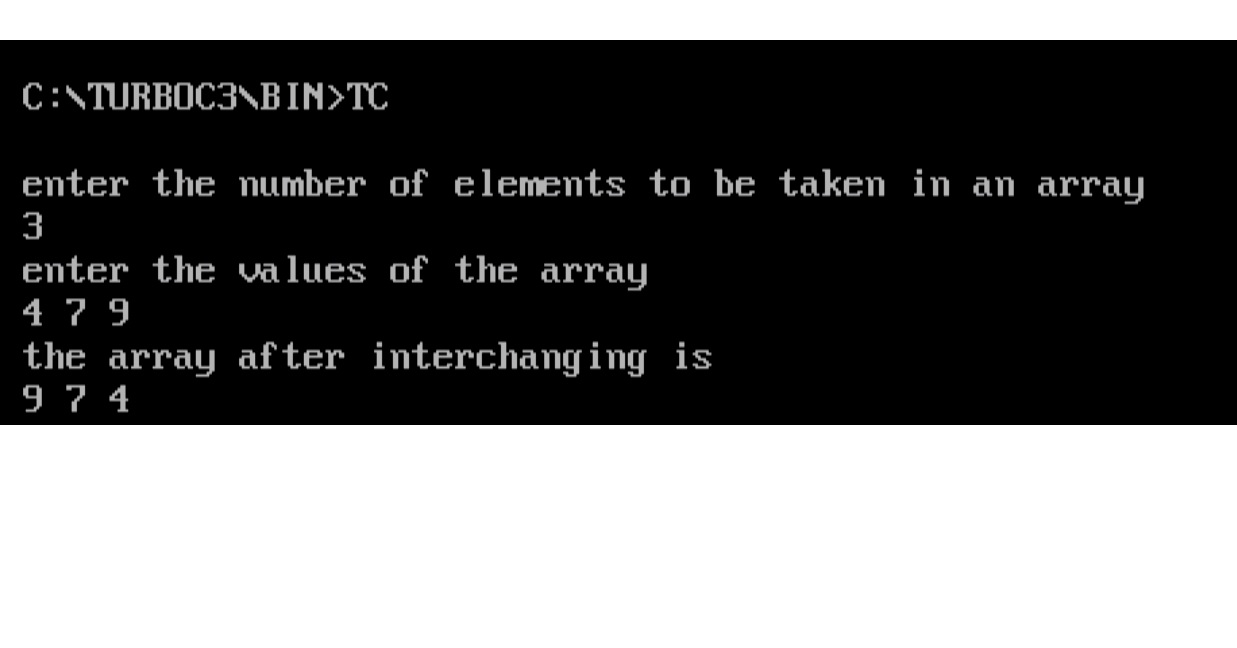 C:\TURBOC3\BIN>TC
enter the number of elements to be taken in an array
3
enter the values of the array
4 7 9
the array after interchanging is
9 7 4